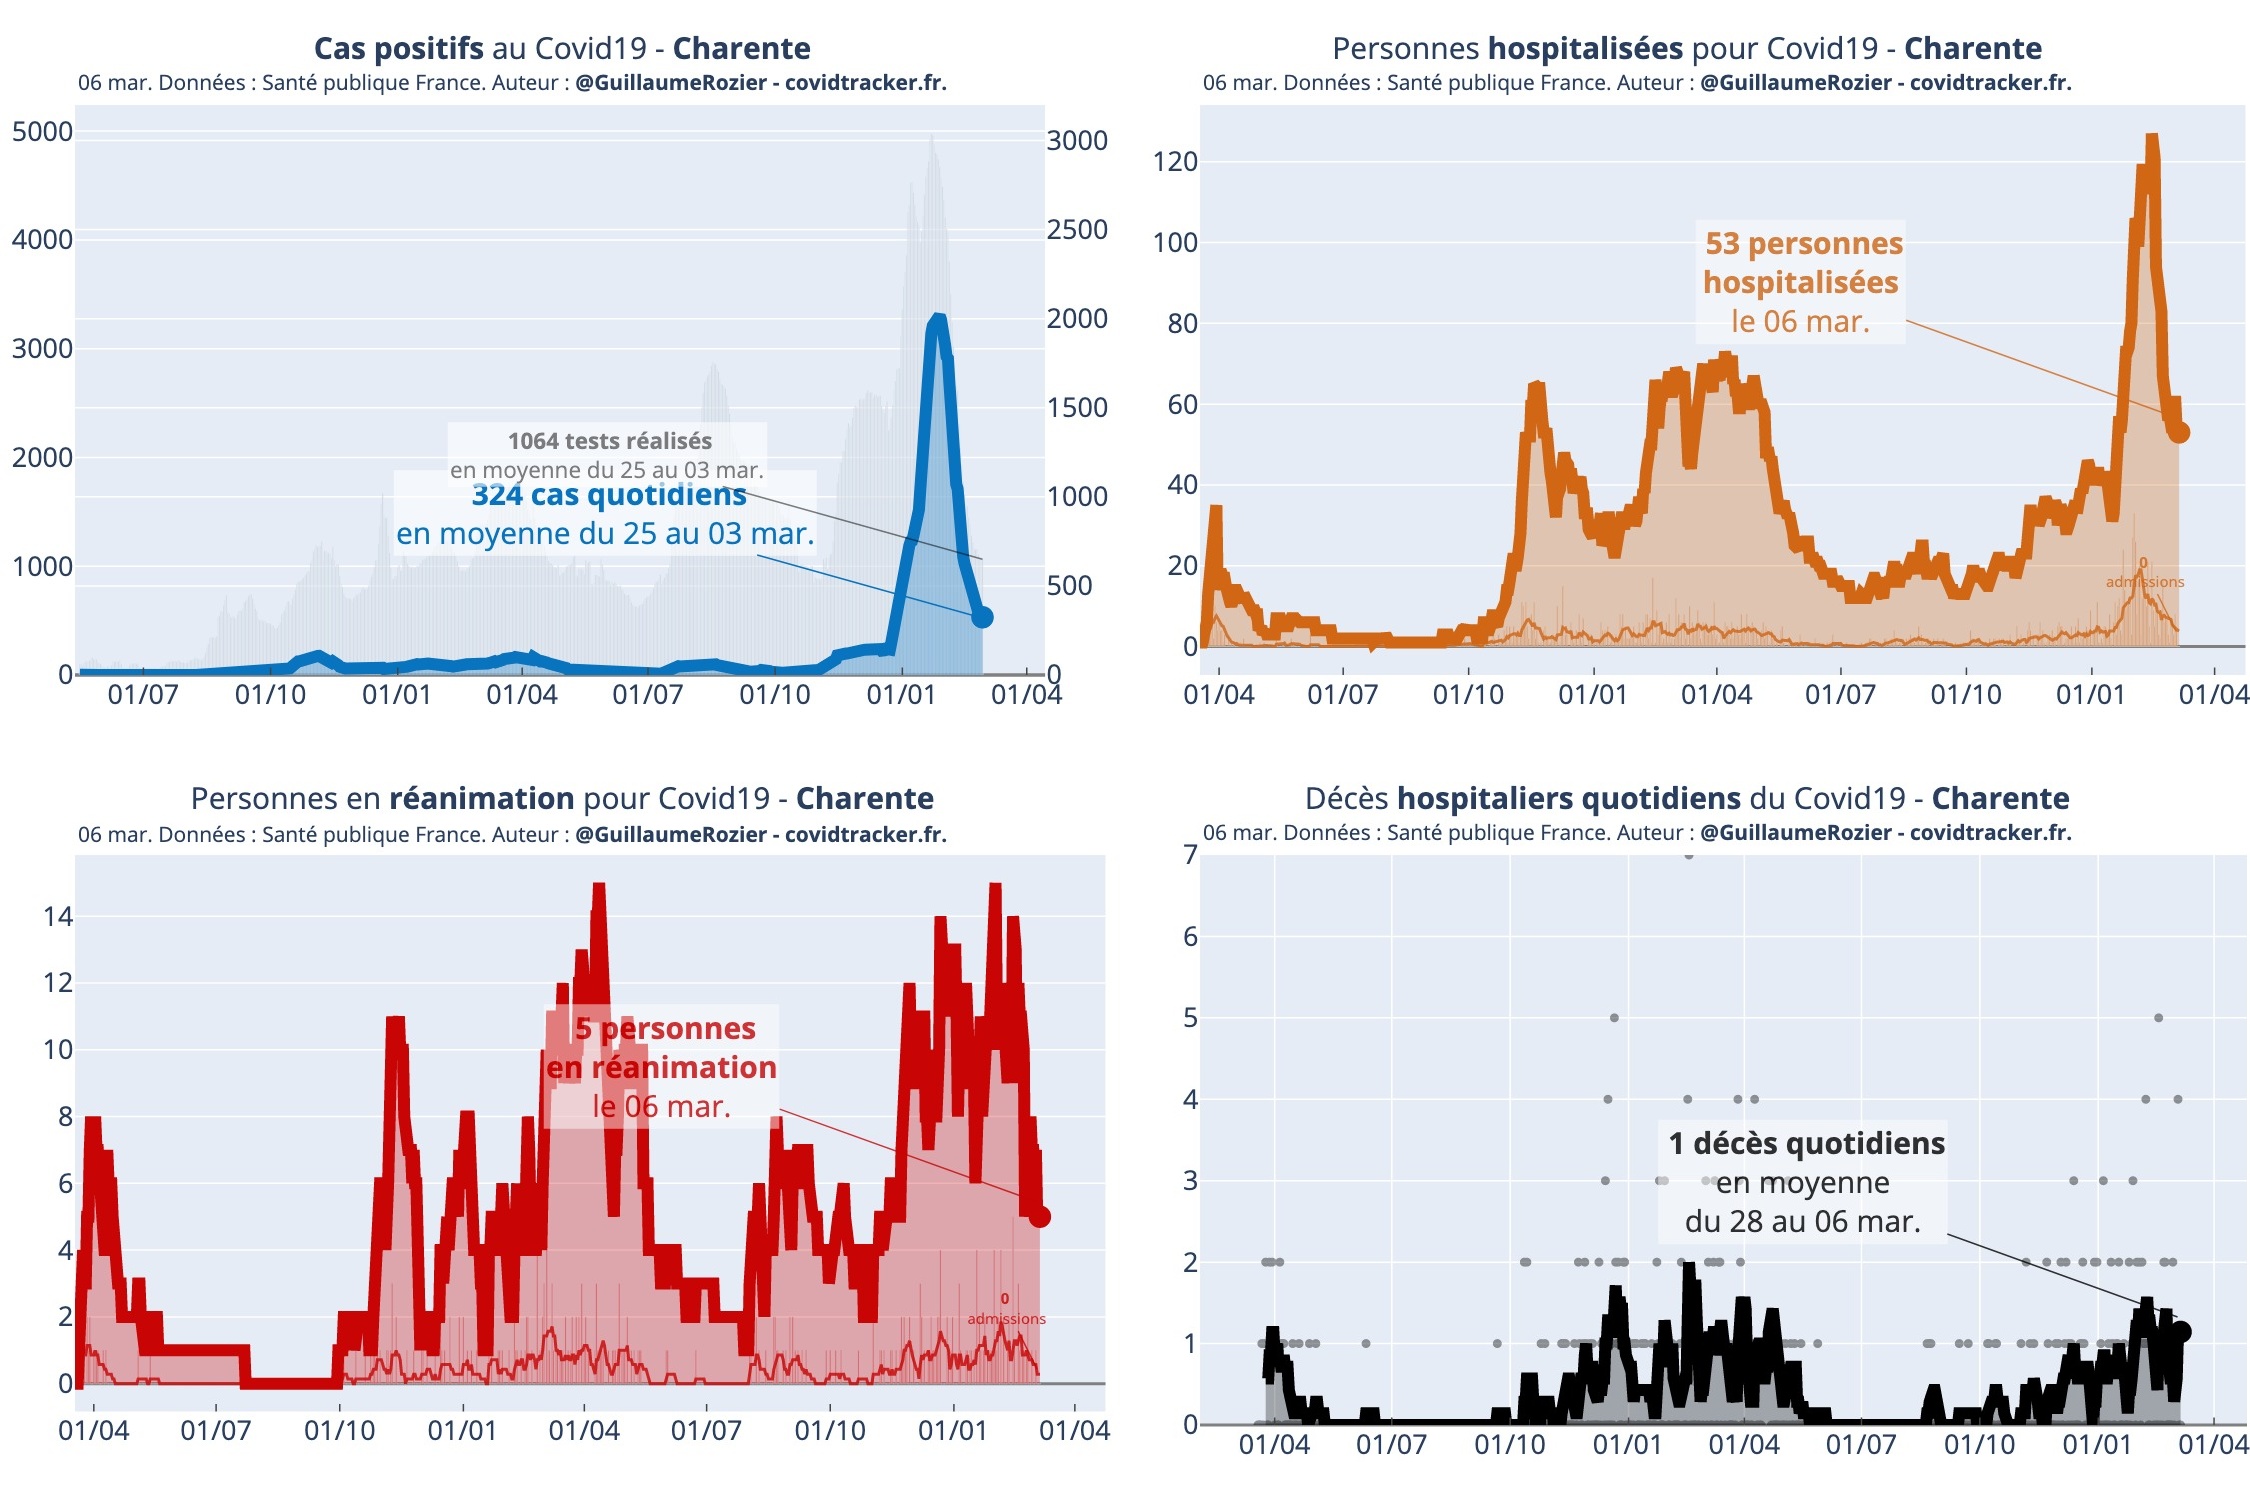 Cas positifs au Covid19 - Charente
06 mar. Données : Santé publique France. Auteur : @GuillaumeRozier - covidtracker.fr.
5000
4000
3000
2000
1000
0
3000
2500
2000
1500
1000
500
0
1064 tests réalisés
en moyenne du 25 au 03 mar.
324 cas quotidiens
en moyenne du 25 au 03 mar.
01/07 01/10 01/01 01/04 01/07 01/10 01/01 01/04
Personnes hospitalisées pour Covid19 - Charente
06 mar. Données : Santé publique France. Auteur : @GuillaumeRozier - covidtracker.fr.
120
100
80
60
40
20
0
53 personnes
hospitalisées
le 06 mar.
0
admissions
01/04 01/07 01/10 01/01 01/04 01/07 01/10 01/01 01/04
Personnes en réanimation pour Covid19 - Charente
06 mar. Données : Santé publique France. Auteur : @GuillaumeRozier - covidtracker.fr.
14
12
10
8
6
4
2
0
5 personnes
en réanimation
le 06 mar.
0
admissions
01/04 01/07 01/10 01/01 01/04 01/07 01/10 01/01 01/04
Décès hospitaliers quotidiens du Covid19 - Charente
06 mar. Données : Santé publique France. Auteur : @GuillaumeRozier - covidtracker.fr.
7
6
5
4
3
2
1
0
1 décès quotidiens
en moyenne
du 28 au 06 mar.
01/04 01/07 01/10 01/01 01/04 01/07 01/10 01/01 01/04